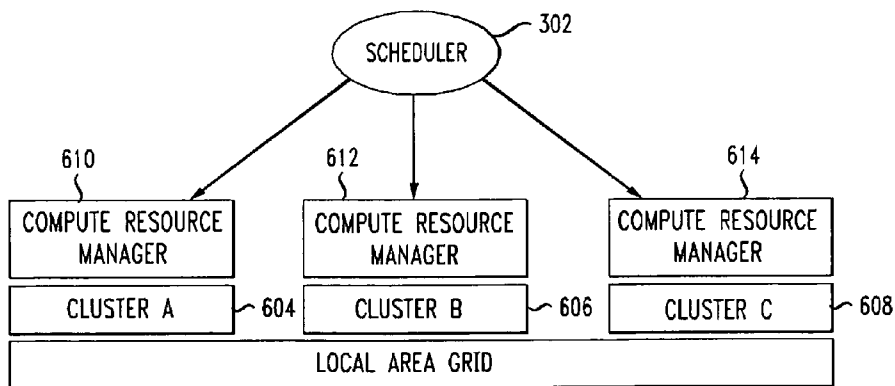 302
SCHEDULER
610
612
614
COMPUTE RESOURCE
MANAGER
COMPUTE RESOURCE
MANAGER
COMPUTE RESOURCE
MANAGER
CLUSTER A
604
CLUSTER B
606
CLUSTER C
608
LOCAL AREA GRID